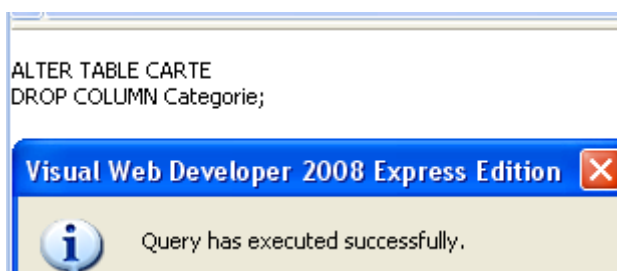 ALTER TABLE CARTE
DROP COLUMN Categorie;
Visual Web Developer 2008 Express Edition
Query has executed successfully.